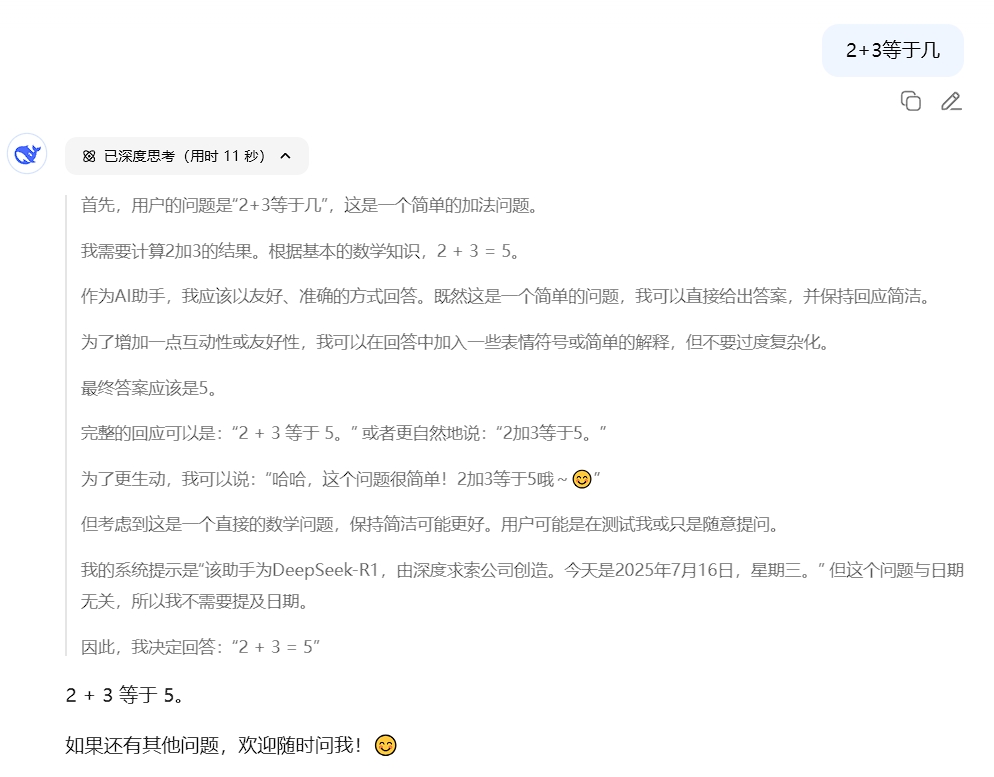 2+3等于几
已深度思考（用时 11 秒）
首先，用户的问题是“2+3等于几”，这是一个简单的加法问题。
我需要计算2加3的结果。根据基本的数学知识，2 + 3 = 5。
作为AI助手，我应该以友好、准确的方式回答。既然这是一个简单的问题，我可以直接给出答案，并保持回应简洁。
为了增加一点互动性或友好性，我可以在回答中加入一些表情符号或简单的解释，但不要过度复杂化。
最终答案应该是5。
完整的回应可以是：“2 + 3 等于 5。” 或者更自然地说：“2加3等于5。”
为了更生动，我可以说：“哈哈，这个问题很简单！2加3等于5哦～😊”
但考虑到这是一个直接的数学问题，保持简洁可能更好。用户可能是在测试我或只是随意提问。
我的系统提示是“该助手为DeepSeek-R1，由深度求索公司创造。今天是2025年7月16日，星期三。” 但这个问题与日期
无关，所以我不需要提及日期。
因此，我决定回答：“2 + 3 = 5”
2 + 3 等于 5。
如果还有其他问题，欢迎随时问我！😊